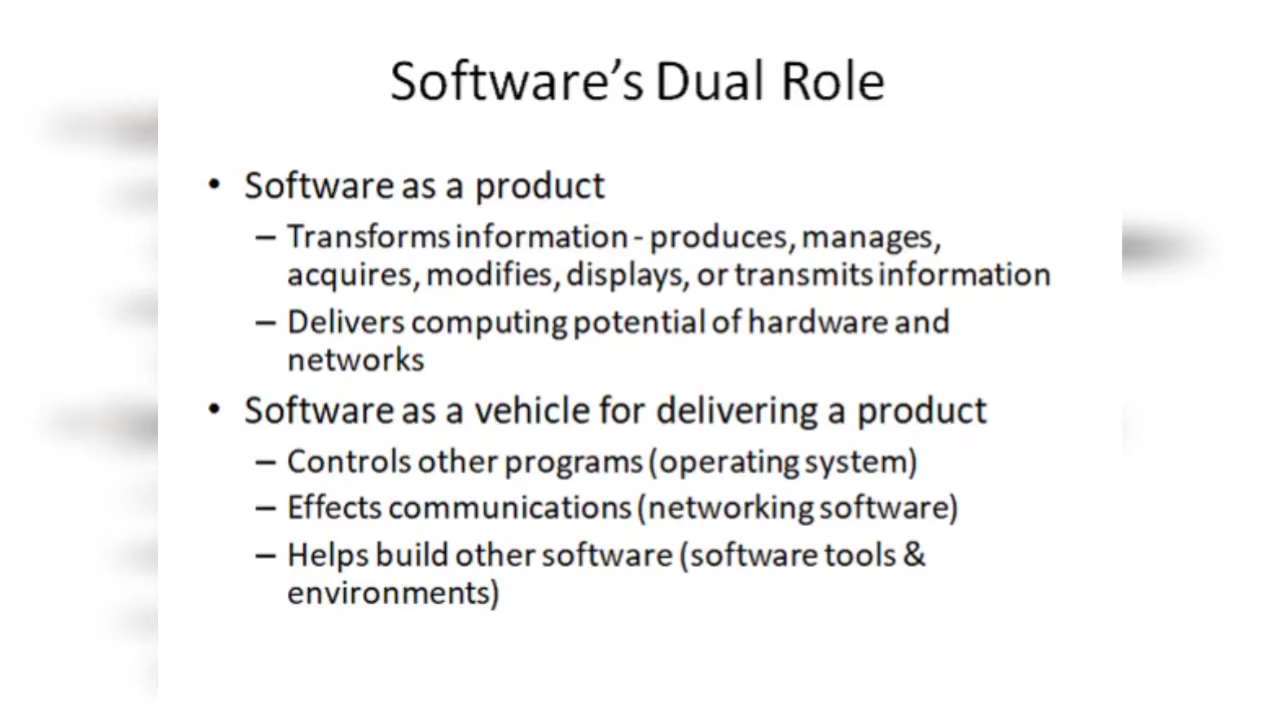 Software’s Dual Role
• Software as a product
– Transforms information - produces, manages,
acquires, modifies, displays, or transmits information
– Delivers computing potential of hardware and
networks
• Software as a vehicle for delivering a product
– Controls other programs (operating system)
– Effects communications (networking software)
– Helps build other software (software tools &
environments)